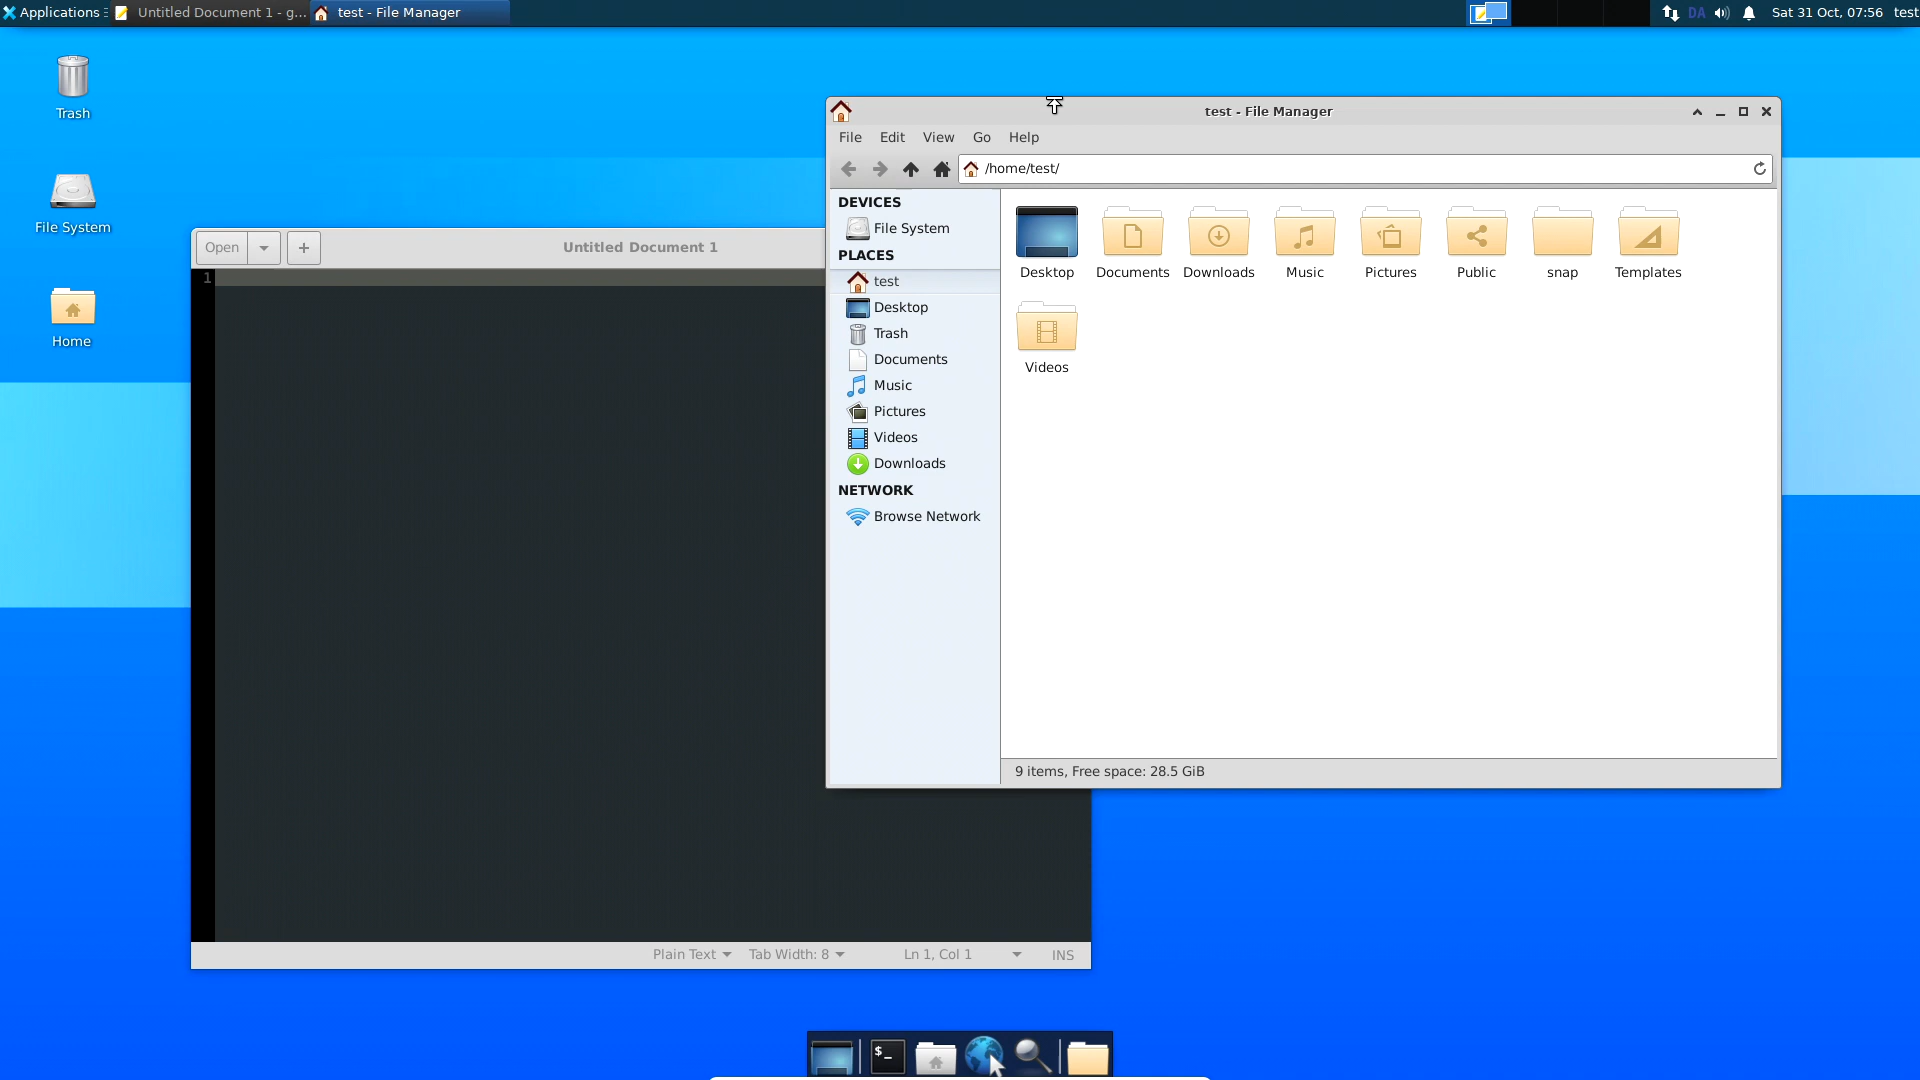 Applications
Untitled Document 1 - g...
test - File Manager
DA
Sat 31 Oct, 07:56
test
Trash
File System
Home
Open
+
Untitled Document 1
1
Plain Text
Tab Width: 8
Ln 1, Col 1
INS
test - File Manager
File
Edit
View
Go
Help
/home/test/
DEVICES
File System
PLACES
test
Desktop
Trash
Documents
Music
Pictures
Videos
Downloads
NETWORK
Browse Network
Desktop
Documents
Downloads
Music
Pictures
Public
snap
Templates
Videos
9 items, Free space: 28.5 GiB
$_